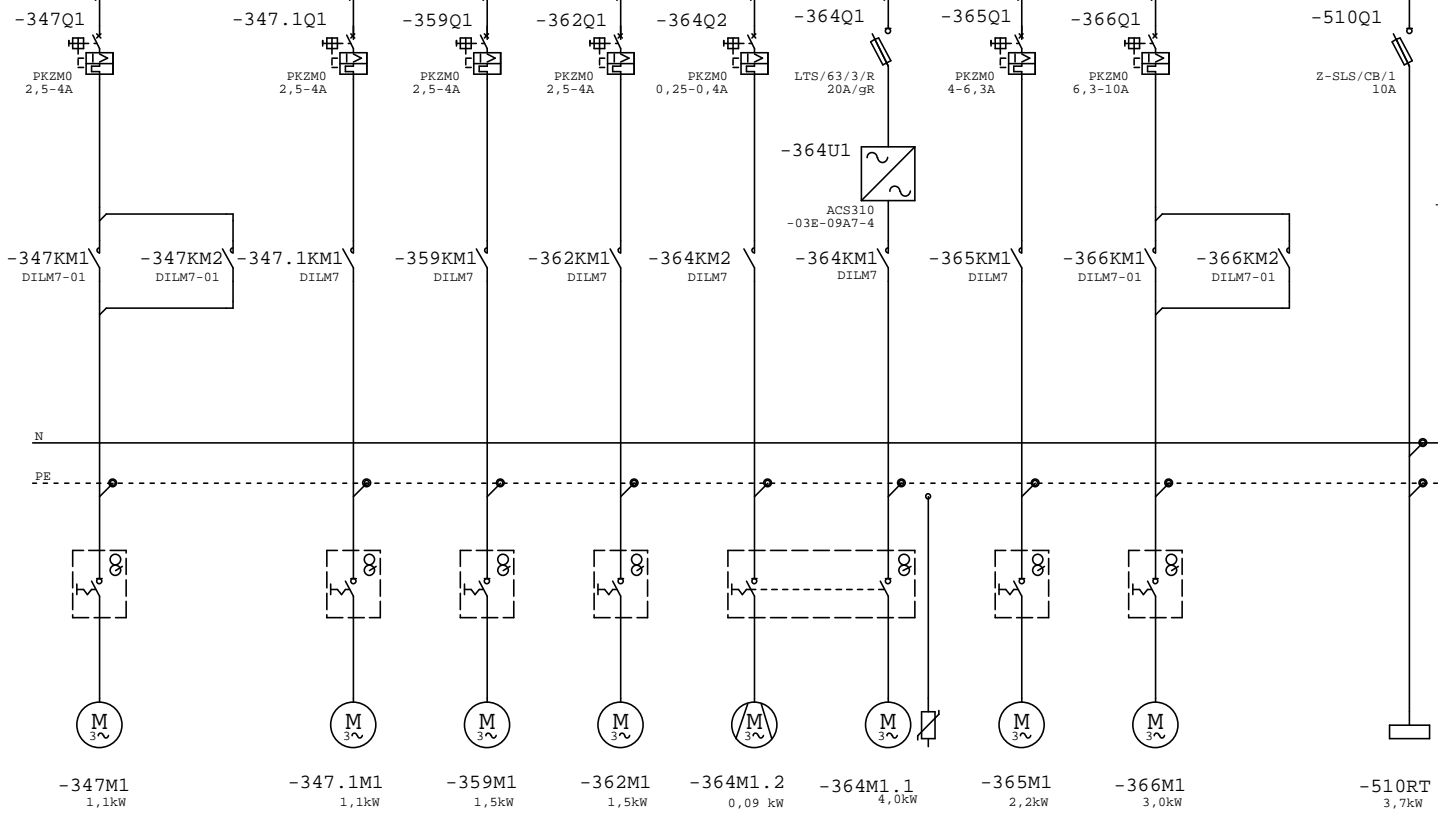 -347Q1
-347.1Q1
-359Q1
-362Q1
-364Q2
-364Q1
-365Q1
-366Q1
-510Q1
PKZM0
2,5-4A
PKZM0
2,5-4A
PKZM0
2,5-4A
PKZM0
2,5-4A
PKZM0
0,25-0,4A
LTS/63/3/R
20A/gR
PKZM0
4-6,3A
PKZM0
6,3-10A
Z-SLS/CB/1
10A
-364U1
ACS310
-03E-09A7-4
-347KM1
DILM7-01
-347KM2
DILM7-01
-347.1KM1
DILM7
-359KM1
DILM7
-362KM1
DILM7
-364KM2
DILM7
-364KM1
DILM7
-365KM1
DILM7
-366KM1
DILM7-01
-366KM2
DILM7-01
N
PE
M
3~
M
3~
M
3~
M
3~
M
3~
M
3~
M
3~
M
3~
-347M1
1,1kW
-347.1M1
1,1kW
-359M1
1,5kW
-362M1
1,5kW
-364M1.2
0,09 kW
-364M1.1
4,0kW
-365M1
2,2kW
-366M1
3,0kW
-510RT
3,7kW